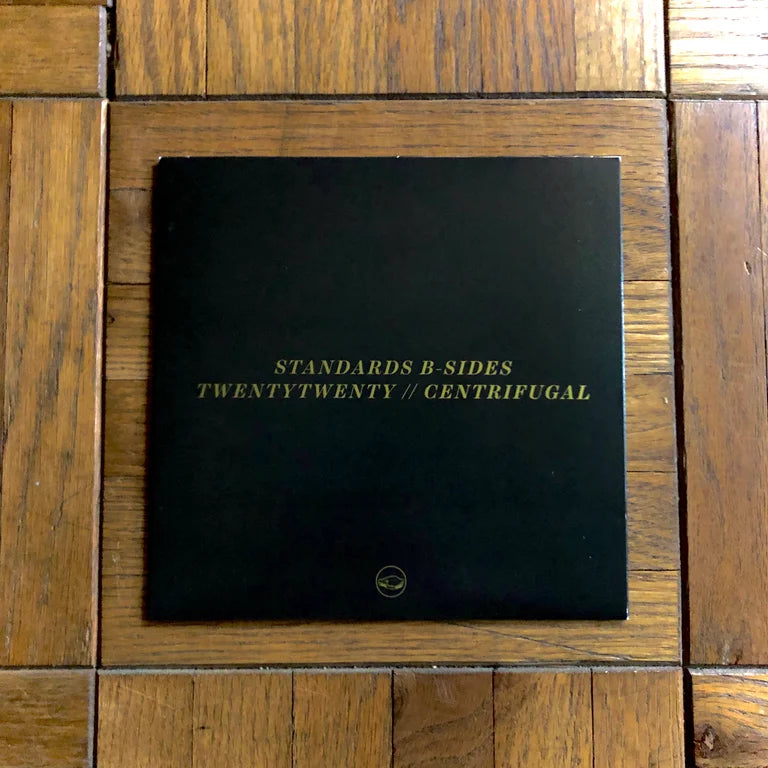 STANDARDS B-SIDES
TWENTYTWENTY // CENTRIFUGAL